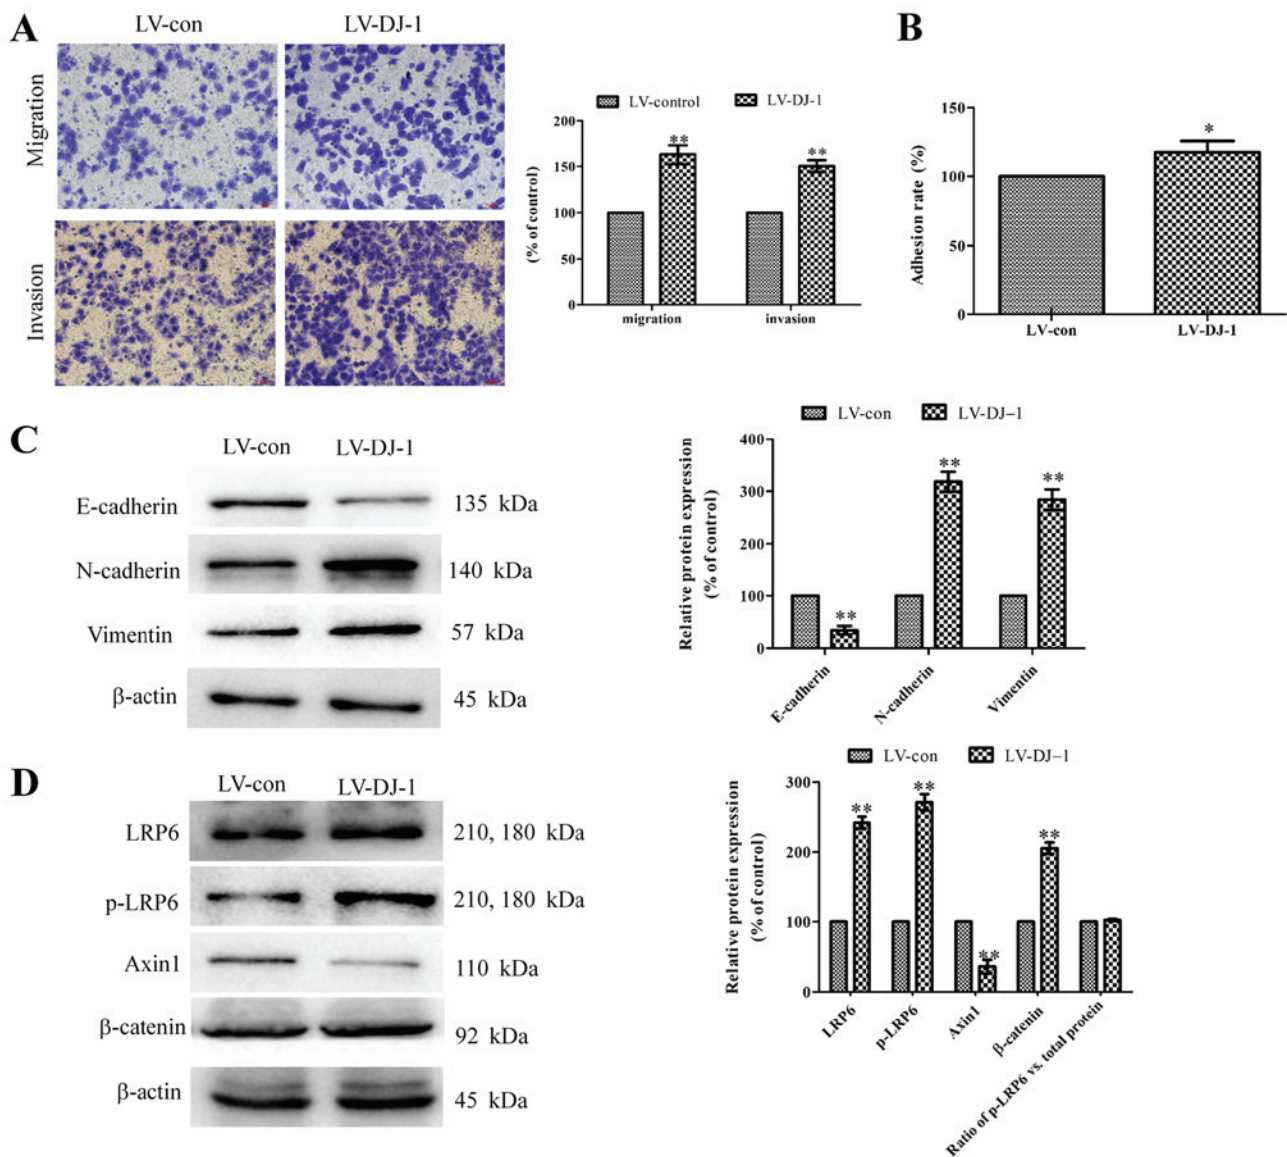 A
LV-con
LV-DJ-1
Migration
Invasion
LV-control
LV-DJ-1
(% of control)
200
150
100
50
0
**
**
migration
invasion
B
Adhesion rate (%)
150
100
50
0
*
LV-con
LV-DJ-1
C
LV-con
LV-DJ-1
E-cadherin
135 kDa
N-cadherin
140 kDa
Vimentin
57 kDa
β-actin
45 kDa
LV-con
LV-DJ-1
Relative protein expression
(% of control)
400
300
200
100
0
**
**
**
E-cadherin
N-cadherin
Vimentin
D
LV-con
LV-DJ-1
LRP6
210, 180 kDa
p-LRP6
210, 180 kDa
Axin1
110 kDa
β-catenin
92 kDa
β-actin
45 kDa
LV-con
LV-DJ-1
Relative protein expression
(% of control)
300
200
100
0
**
**
**
**
LRP6
p-LRP6
Axin1
β-catenin
Ratio of p-LRP6 vs. total protein